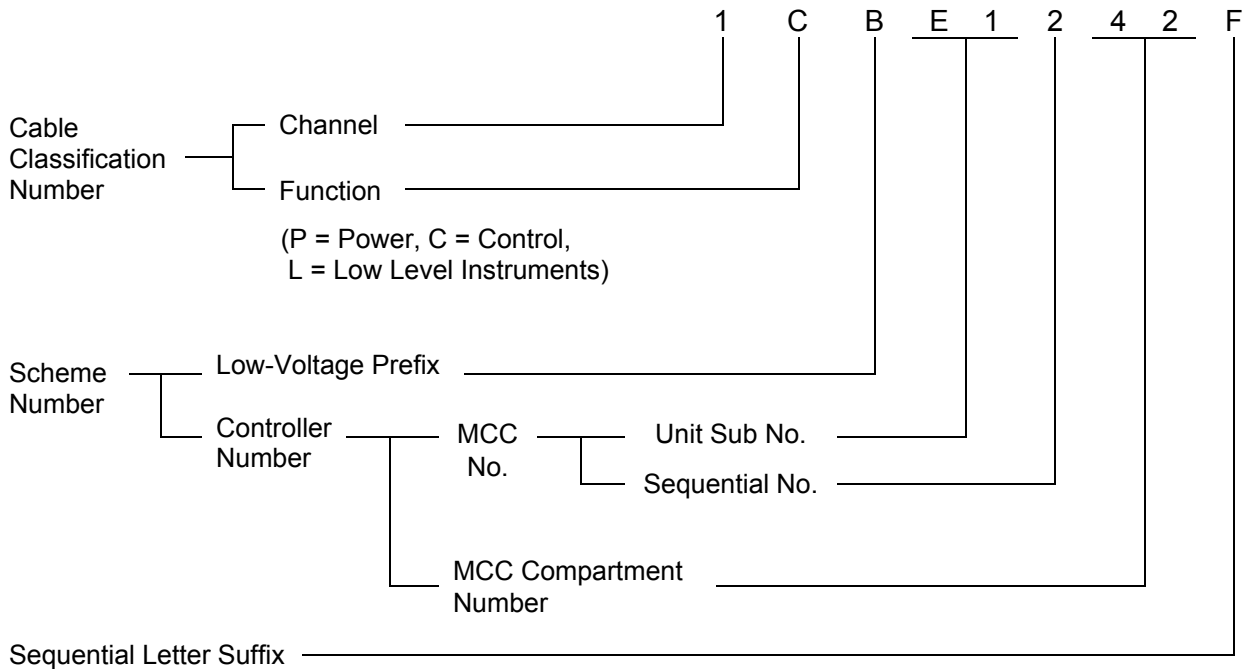 1 C B E 1 2 4 2 F
Cable
Classification
Number
Channel
Function
(P = Power, C = Control,
L = Low Level Instruments)
Scheme
Number
Low-Voltage Prefix
Controller
Number
MCC
No.
Unit Sub No.
Sequential No.
MCC Compartment
Number
Sequential Letter Suffix